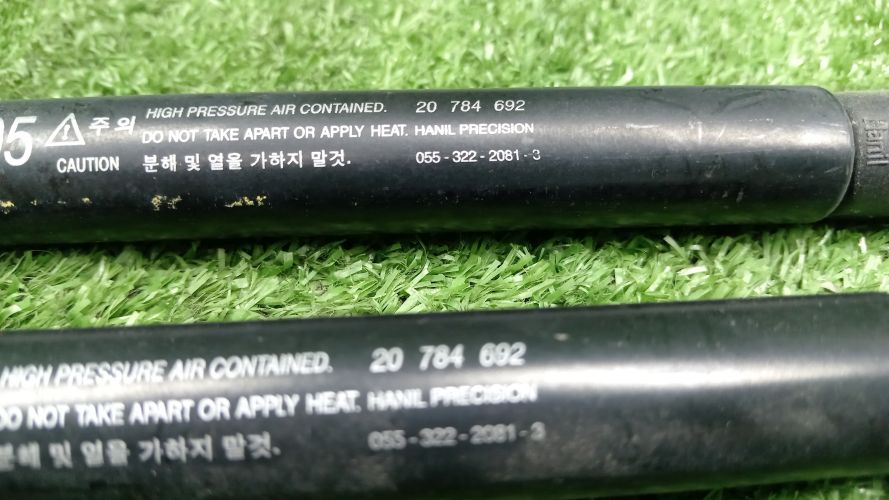 05 주의 HIGH PRESSURE AIR CONTAINED. 20 784 692
DO NOT TAKE APART OR APPLY HEAT. HANIL PRECISION
CAUTION 분해 및 열을 가하지 말것. 055-322-2081-3
Hanil
HIGH PRESSURE AIR CONTAINED. 20 784 692
DO NOT TAKE APART OR APPLY HEAT. HANIL PRECISION
분해 및 열을 가하지 말것. 055-322-2081-3